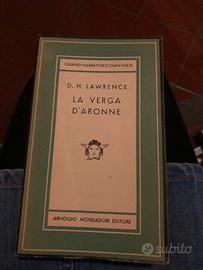 I GRANDI NARRATORI D'OGNI PAESE
D. H. LAWRENCE
LA VERGA
D'ARONNE
ARNOLDO MONDADORI EDITORE
subito